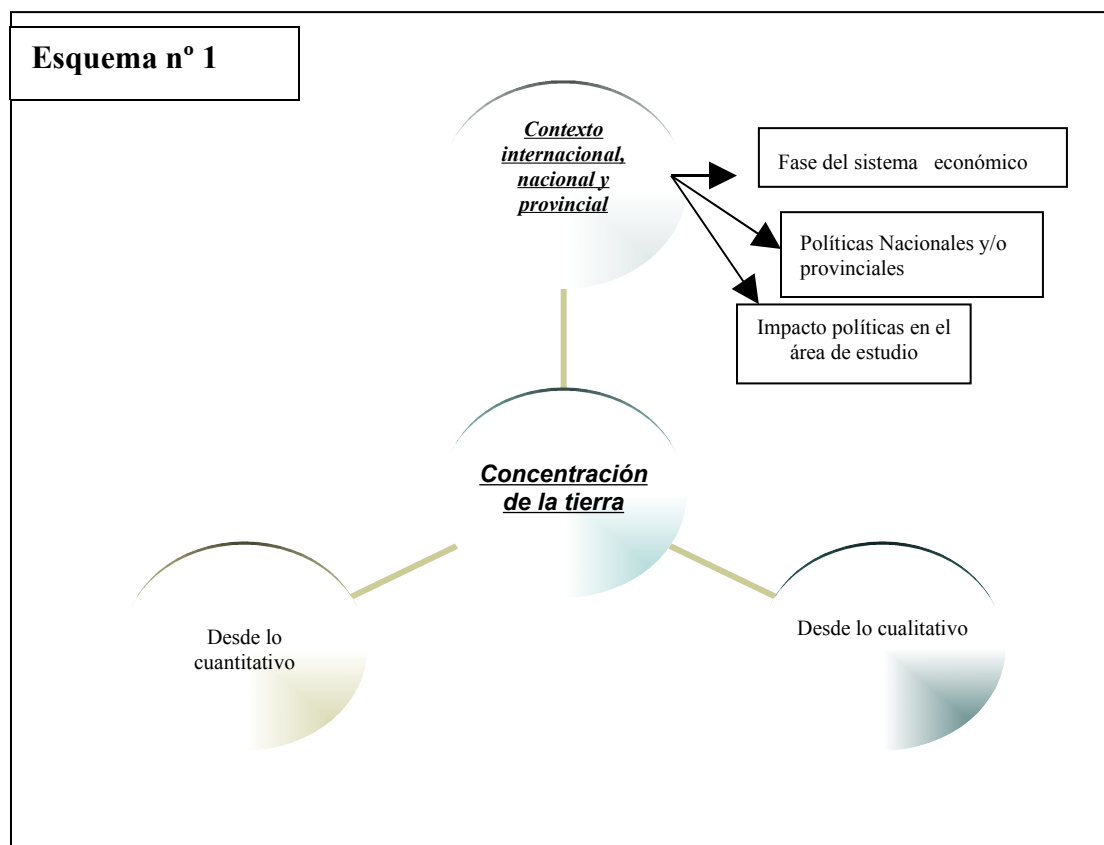 Esquema nº 1
Contexto
internacional,
nacional y
provincial
Fase del sistema económico
Políticas Nacionales y/o
provinciales
Impacto políticas en el
área de estudio
Concentración
de la tierra
Desde lo
cuantitativo
Desde lo cualitativo